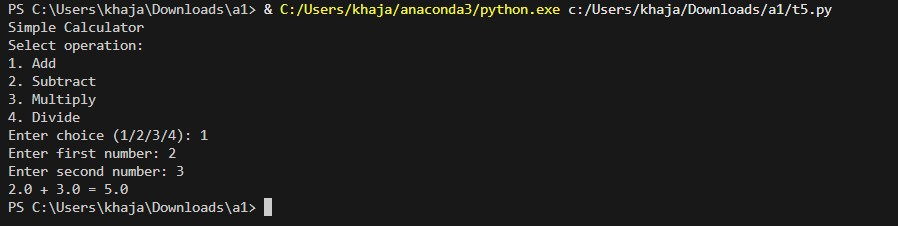 PS C:\Users\khaja\Downloads\a1> & C:/Users/khaja/anaconda3/python.exe c:/Users/khaja/Downloads/a1/t5.py
Simple Calculator
Select operation:
1. Add
2. Subtract
3. Multiply
4. Divide
Enter choice (1/2/3/4): 1
Enter first number: 2
Enter second number: 3
2.0 + 3.0 = 5.0
PS C:\Users\khaja\Downloads\a1>